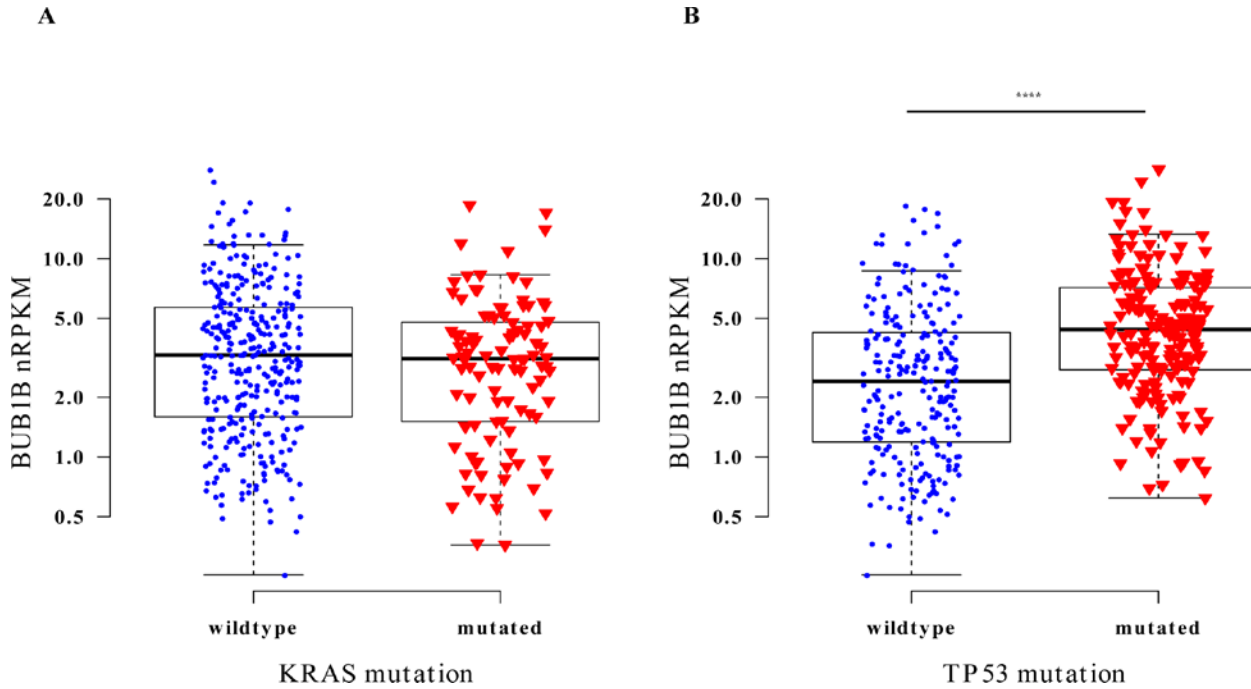 A
BUB1B nRPKM
20.0
10.0
5.0
2.0
1.0
0.5
wildtype
mutated
KRAS mutation
B
****
BUB1B nRPKM
20.0
10.0
5.0
2.0
1.0
0.5
wildtype
mutated
TP53 mutation